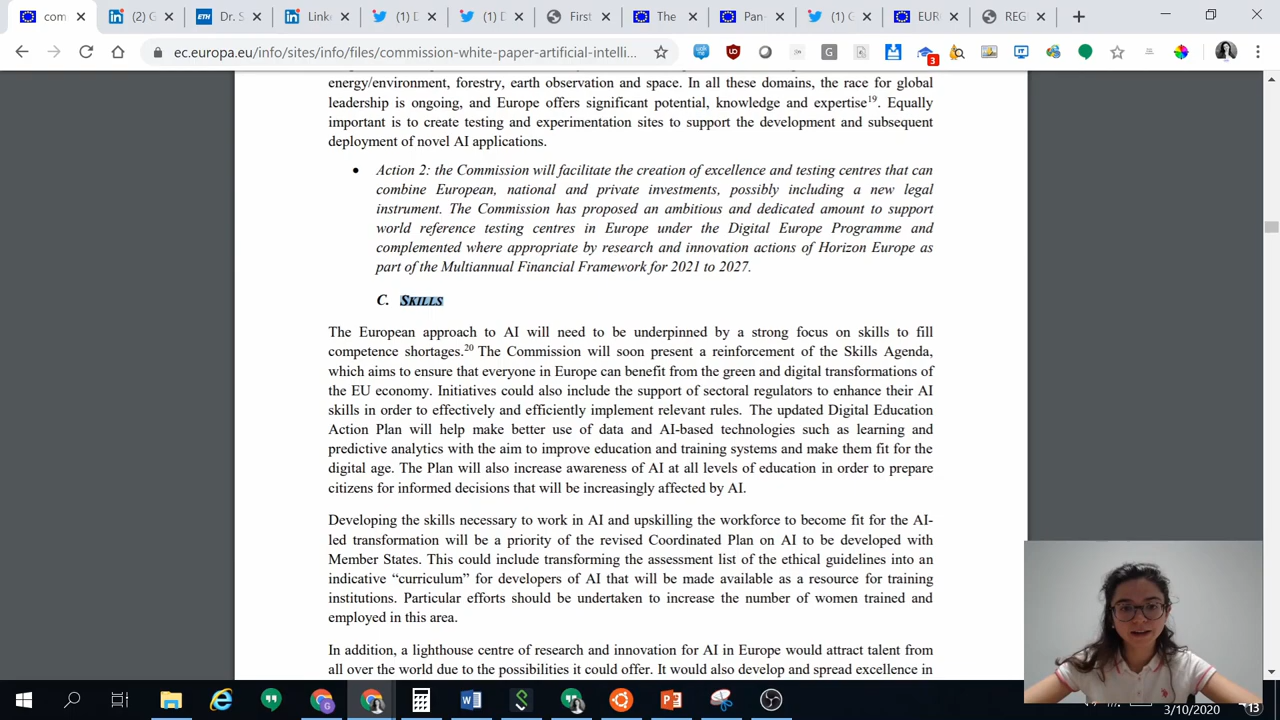 com
(2) G
Dr. S
Linke
(1) D
(1) D
First
The
Pan-
(1) G
EUR
REG
ec.europa.eu/info/sites/info/files/commission-white-paper-artificial-intelli...
3
energy/environment, forestry, earth observation and space. In all these domains, the race for global
leadership is ongoing, and Europe offers significant potential, knowledge and expertise19. Equally
important is to create testing and experimentation sites to support the development and subsequent
deployment of novel AI applications.
• Action 2: the Commission will facilitate the creation of excellence and testing centres that can
combine European, national and private investments, possibly including a new legal
instrument. The Commission has proposed an ambitious and dedicated amount to support
world reference testing centres in Europe under the Digital Europe Programme and
complemented where appropriate by research and innovation actions of Horizon Europe as
part of the Multiannual Financial Framework for 2021 to 2027.
C. SKILLS
The European approach to AI will need to be underpinned by a strong focus on skills to fill
competence shortages.20 The Commission will soon present a reinforcement of the Skills Agenda,
which aims to ensure that everyone in Europe can benefit from the green and digital transformations of
the EU economy. Initiatives could also include the support of sectoral regulators to enhance their AI
skills in order to effectively and efficiently implement relevant rules. The updated Digital Education
Action Plan will help make better use of data and AI-based technologies such as learning and
predictive analytics with the aim to improve education and training systems and make them fit for the
digital age. The Plan will also increase awareness of AI at all levels of education in order to prepare
citizens for informed decisions that will be increasingly affected by AI.
Developing the skills necessary to work in AI and upskilling the workforce to become fit for the AI-
led transformation will be a priority of the revised Coordinated Plan on AI to be developed with
Member States. This could include transforming the assessment list of the ethical guidelines into an
indicative “curriculum” for developers of AI that will be made available as a resource for training
institutions. Particular efforts should be undertaken to increase the number of women trained and
employed in this area.
In addition, a lighthouse centre of research and innovation for AI in Europe would attract talent from
all over the world due to the possibilities it could offer. It would also develop and spread excellence in
3/10/2020
13